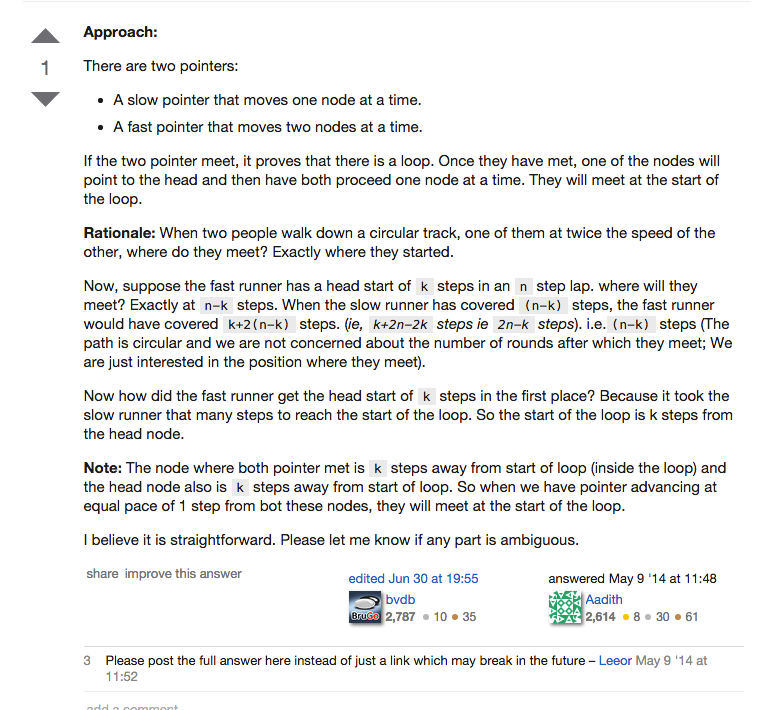 Approach:
1
There are two pointers:
• A slow pointer that moves one node at a time.
• A fast pointer that moves two nodes at a time.
If the two pointer meet, it proves that there is a loop. Once they have met, one of the nodes will
point to the head and then have both proceed one node at a time. They will meet at the start of
the loop.
Rationale: When two people walk down a circular track, one of them at twice the speed of the
other, where do they meet? Exactly where they started.
Now, suppose the fast runner has a head start of k steps in an n step lap. where will they
meet? Exactly at n-k steps. When the slow runner has covered (n-k) steps, the fast runner
would have covered k+2(n-k) steps. (ie, k+2n-2k steps ie 2n-k steps). i.e. (n-k) steps (The
path is circular and we are not concerned about the number of rounds after which they meet; We
are just interested in the position where they meet).
Now how did the fast runner get the head start of k steps in the first place? Because it took the
slow runner that many steps to reach the start of the loop. So the start of the loop is k steps from
the head node.
Note: The node where both pointer met is k steps away from start of loop (inside the loop) and
the head node also is k steps away from start of loop. So when we have pointer advancing at
equal pace of 1 step from bot these nodes, they will meet at the start of the loop.
I believe it is straightforward. Please let me know if any part is ambiguous.
share improve this answer
edited Jun 30 at 19:55
BruGo
bvdb
2,787 ● 10 ● 35
answered May 9 '14 at 11:48
Aadith
2,614 ● 8 ● 30 ● 61
3 Please post the full answer here instead of just a link which may break in the future – Leeor May 9 '14 at
11:52
add a comment